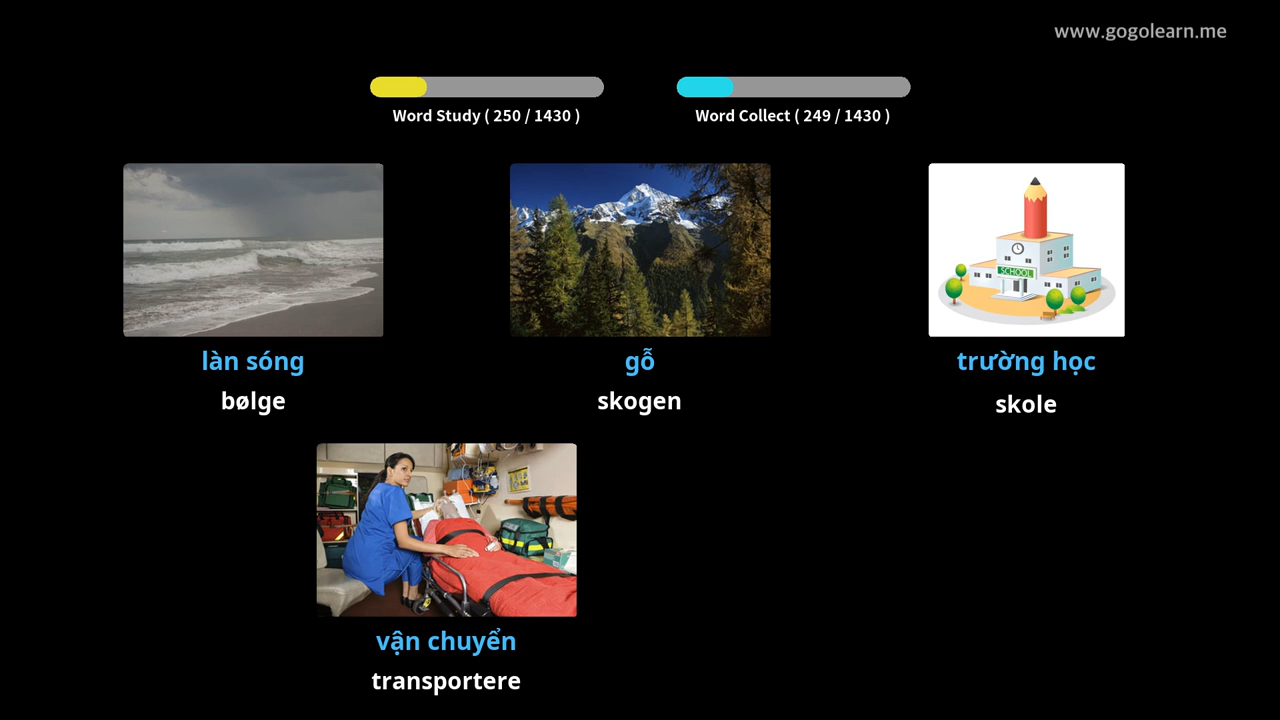 www.gogolearn.me
Word Study ( 250 / 1430 )
Word Collect ( 249 / 1430 )
SCHOOL
làn sóng
gỗ
trường học
bølge
skogen
skole
vận chuyển
transportere